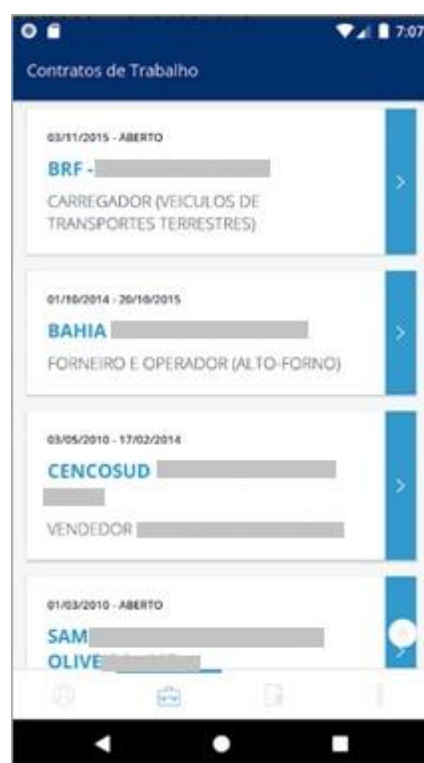 7:07
Contratos de Trabalho
03/11/2015 - ABERTO
BRF -
CARREGADOR (VEICULOS DE
TRANSPORTES TERRESTRES)
01/10/2014 - 20/10/2015
BAHIA
FORNEIRO E OPERADOR (ALTO-FORNO)
03/05/2010 - 17/02/2014
CENCOSUD
VENDEDOR
01/03/2010 - ABERTO
SAM
OLIVE